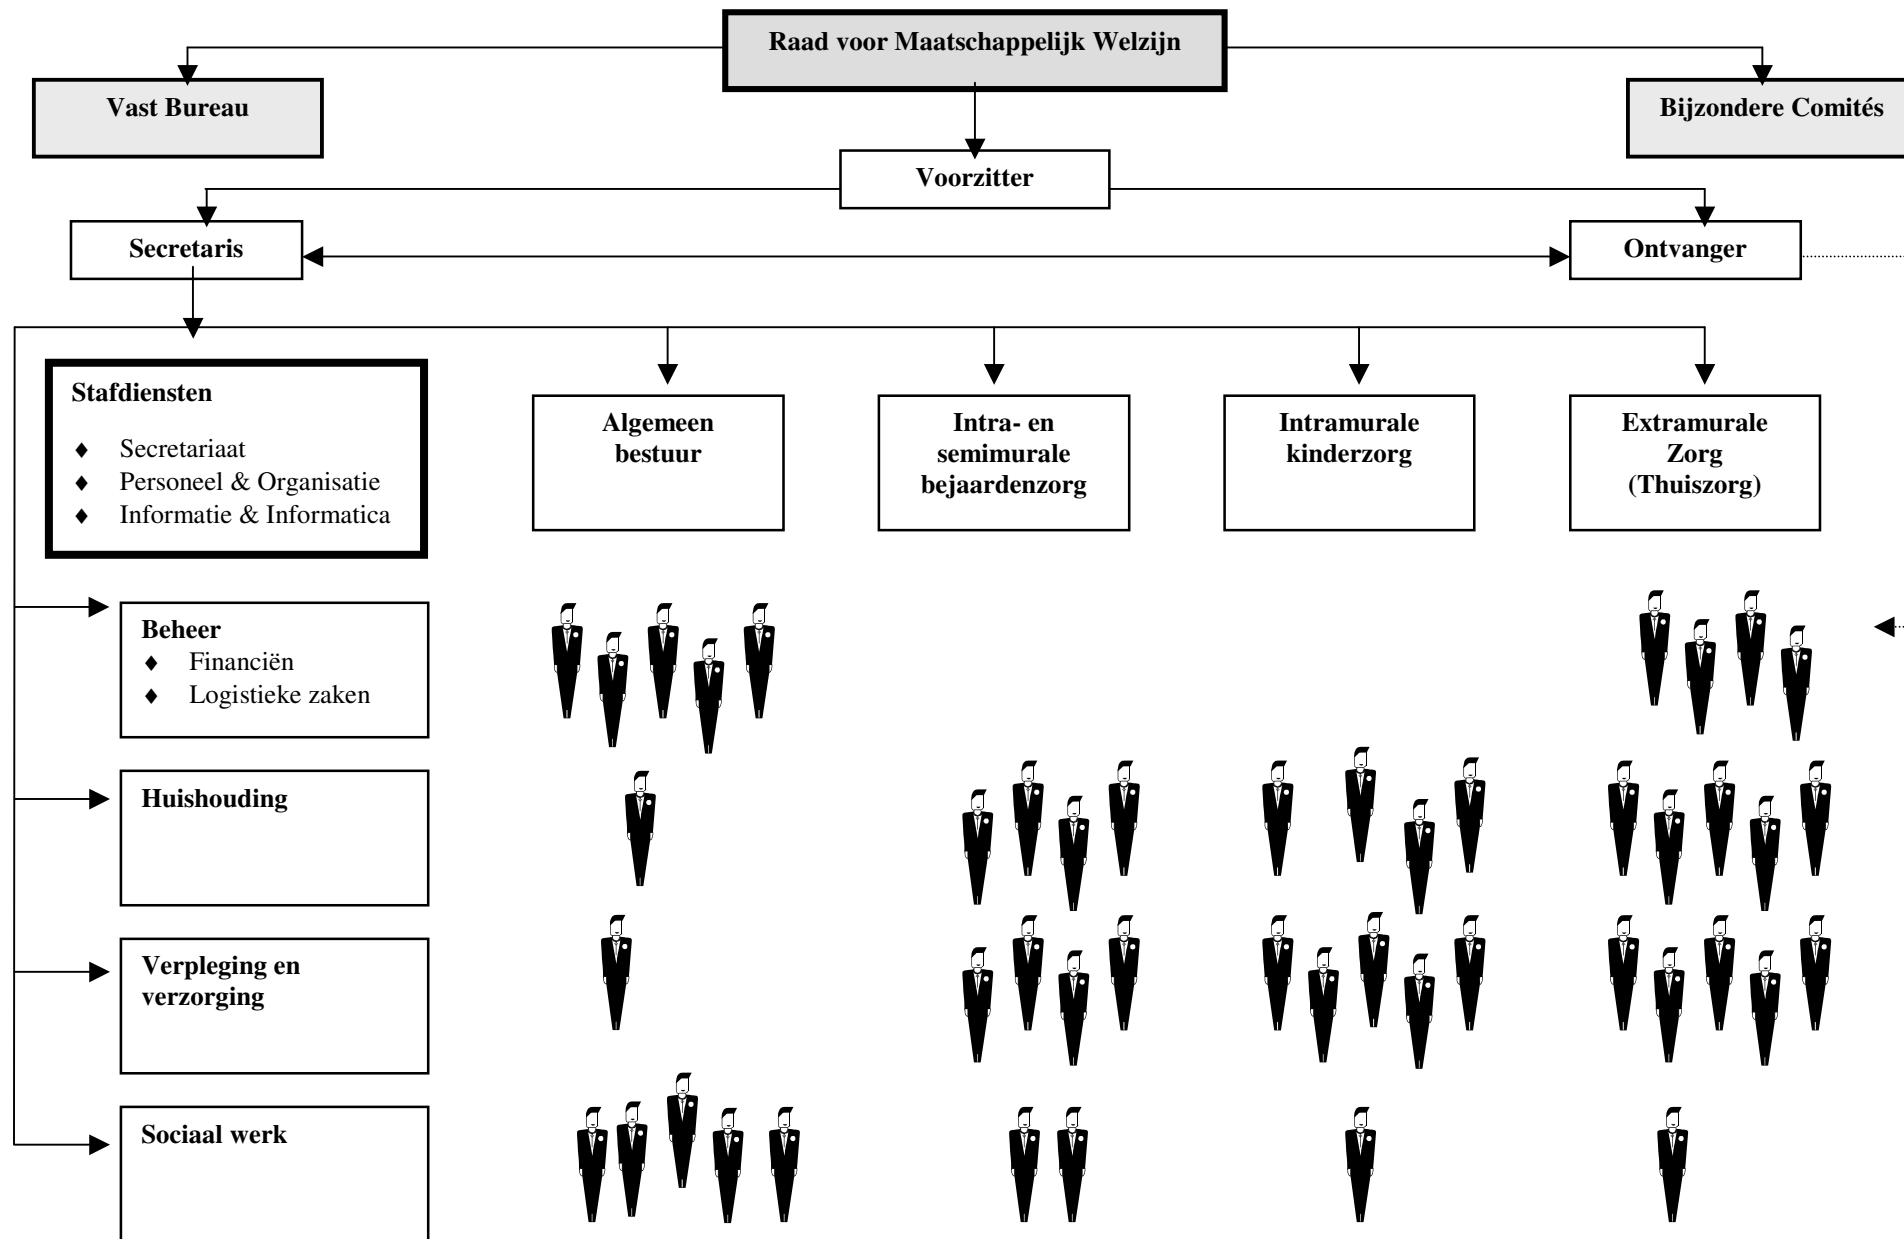 Raad voor Maatschappelijk Welzijn
Vast Bureau
Bijzondere Comités
Voorzitter
Secretaris
Ontvanger
Stafdiensten
♦ Secretariaat
♦ Personeel & Organisatie
♦ Informatie & Informatica
Algemeen
bestuur
Intra- en
semimurale
bejaardenzorg
Intramurale
kinderzorg
Extramurale
Zorg
(Thuiszorg)
Beheer
♦ Financiën
♦ Logistieke zaken
Huishouding
Verpleging en
verzorging
Sociaal werk